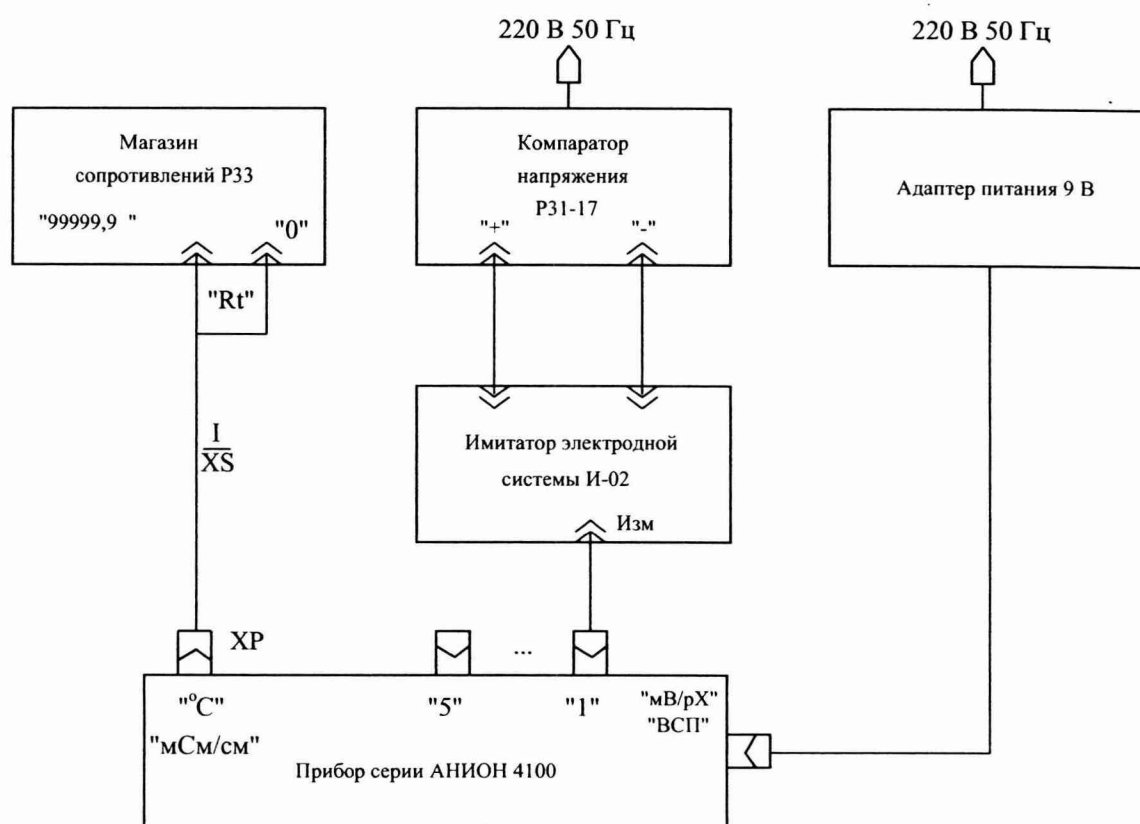 220 В 50 Гц
220 В 50 Гц
Магазин
сопротивлений Р33
"99999,9 "
"0"
"Rt"
Компаратор
напряжения
Р31-17
"+"
"-"
Адаптер питания 9 В
I
XS
Имитатор электродной
системы И-02
Изм
XP
...
"°С"
"мСм/см"
"5"
"1"
"мВ/рХ"
"ВСП"
Прибор серии АНИОН 4100